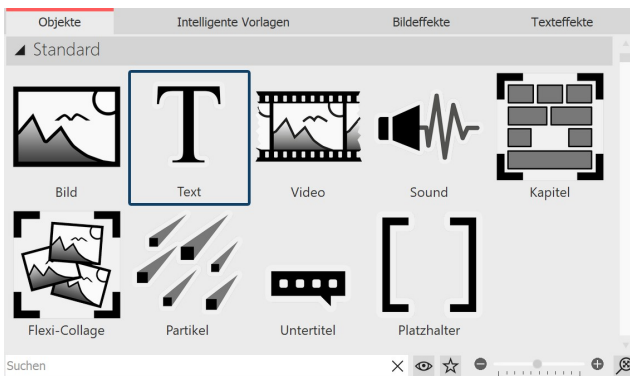 Objekte Intelligente Vorlagen Bildeffekte Texteffekte
Standard
T
Bild Text Video Sound Kapitel
Flexi-Collage Partikel Untertitel Platzhalter
Suchen